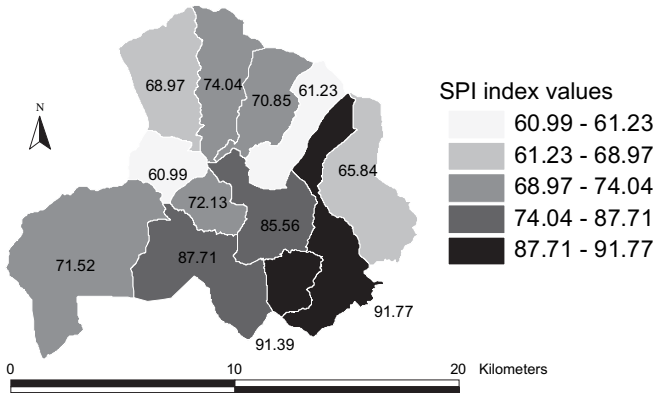 68.97
74.04
70.85
61.23
N
60.99
65.84
72.13
85.56
71.52
87.71
91.77
91.39
SPI index values
60.99 - 61.23
61.23 - 68.97
68.97 - 74.04
74.04 - 87.71
87.71 - 91.77
0 10 20 Kilometers